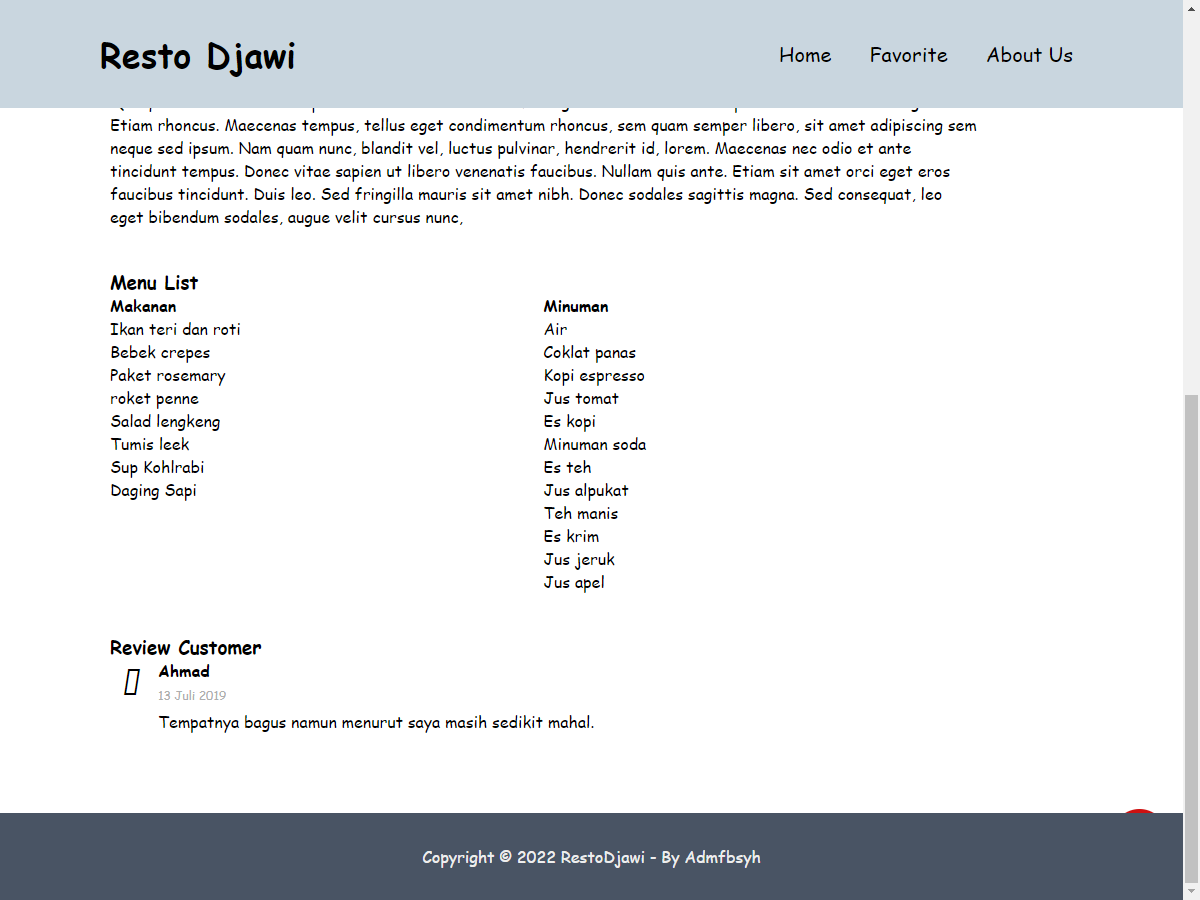 Resto Djawi
Home Favorite About Us
Etiam rhoncus. Maecenas tempus, tellus eget condimentum rhoncus, sem quam semper libero, sit amet adipiscing sem
neque sed ipsum. Nam quam nunc, blandit vel, luctus pulvinar, hendrerit id, lorem. Maecenas nec odio et ante
tincidunt tempus. Donec vitae sapien ut libero venenatis faucibus. Nullam quis ante. Etiam sit amet orci eget eros
faucibus tincidunt. Duis leo. Sed fringilla mauris sit amet nibh. Donec sodales sagittis magna. Sed consequat, leo
eget bibendum sodales, augue velit cursus nunc,
Menu List
Makanan
Ikan teri dan roti
Bebek crepes
Paket rosemary
roket penne
Salad lengkeng
Tumis leek
Sup Kohlrabi
Daging Sapi
Minuman
Air
Coklat panas
Kopi espresso
Jus tomat
Es kopi
Minuman soda
Es teh
Jus alpukat
Teh manis
Es krim
Jus jeruk
Jus apel
Review Customer
Ahmad
13 Juli 2019
Tempatnya bagus namun menurut saya masih sedikit mahal.
Copyright © 2022 RestoDjawi - By Admfbsyh